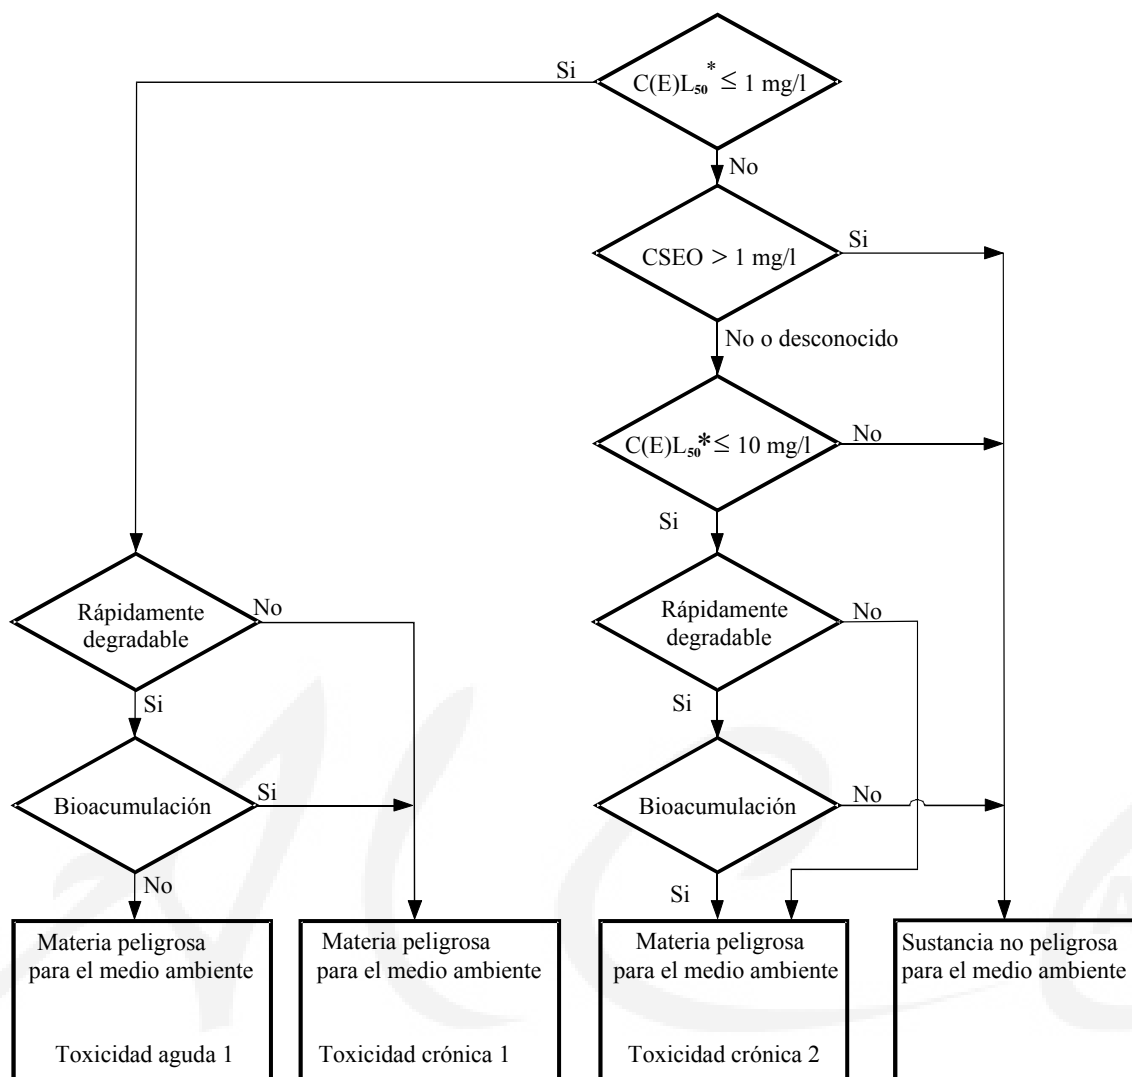 Si
C(E)L50* ≤ 1 mg/l
No
CSEO > 1 mg/l
Si
No o desconocido
C(E)L50* ≤ 10 mg/l
No
Si
Rápidamente
degradable
No
Si
Bioacumulación
Si
No
Rápidamente
degradable
No
Si
Bioacumulación
No
Si
Materia peligrosa
para el medio ambiente
Toxicidad aguda 1
Materia peligrosa
para el medio ambiente
Toxicidad crónica 1
Materia peligrosa
para el medio ambiente
Toxicidad crónica 2
Sustancia no peligrosa
para el medio ambiente